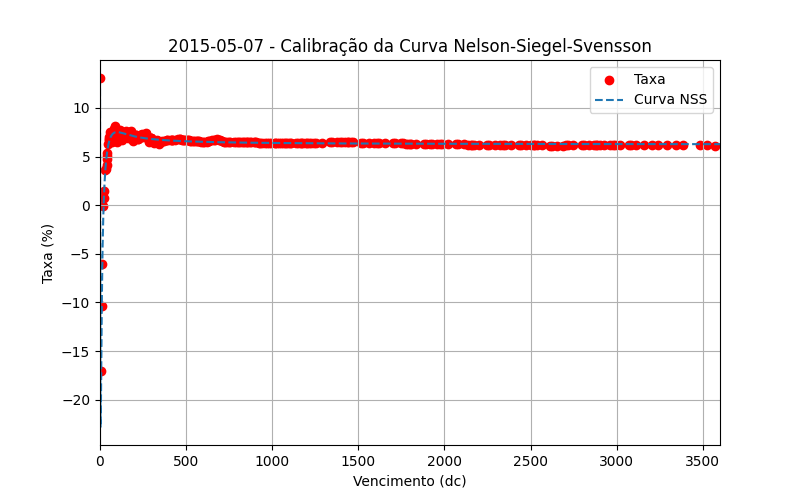 2015-05-07 - Calibração da Curva Nelson-Siegel-Svensson
Taxa
Curva NSS
Taxa (%)
10
5
0
−5
−10
−15
−20
0 500 1000 1500 2000 2500 3000 3500
Vencimento (dc)